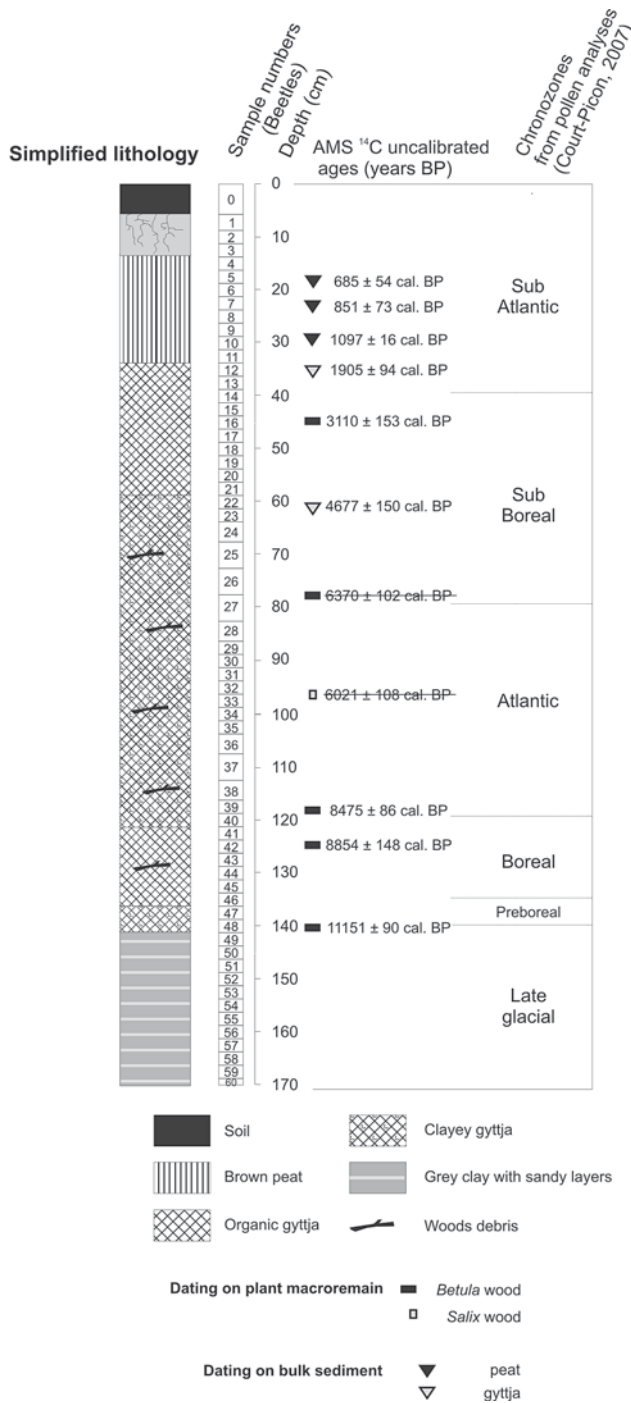 Simplified lithology
Sample numbers
(Beetles)
Depth (cm)
AMS 14C uncalibrated
ages (years BP)
Chronozones
from pollen analyses
(Court-Picon, 2007)
0
1
2
3
4
5
6
7
8
9
10
11
12
13
14
15
16
17
18
19
20
21
22
23
24
25
26
27
28
29
30
31
32
33
34
35
36
37
38
39
40
41
42
43
44
45
46
47
48
49
50
51
52
53
54
55
56
57
58
59
60
0
10
20
30
40
50
60
70
80
90
100
110
120
130
140
150
160
170
685 ± 54 cal. BP
851 ± 73 cal. BP
1097 ± 16 cal. BP
1905 ± 94 cal. BP
3110 ± 153 cal. BP
4677 ± 150 cal. BP
6370 ± 102 cal. BP
6021 ± 108 cal. BP
8475 ± 86 cal. BP
8854 ± 148 cal. BP
11151 ± 90 cal. BP
Sub
Atlantic
Sub
Boreal
Atlantic
Boreal
Preboreal
Late
glacial
Soil
Clayey gyttja
Brown peat
Grey clay with sandy layers
Organic gyttja
Woods debris
Dating on plant macroremain
Betula wood
Salix wood
Dating on bulk sediment
peat
gyttja